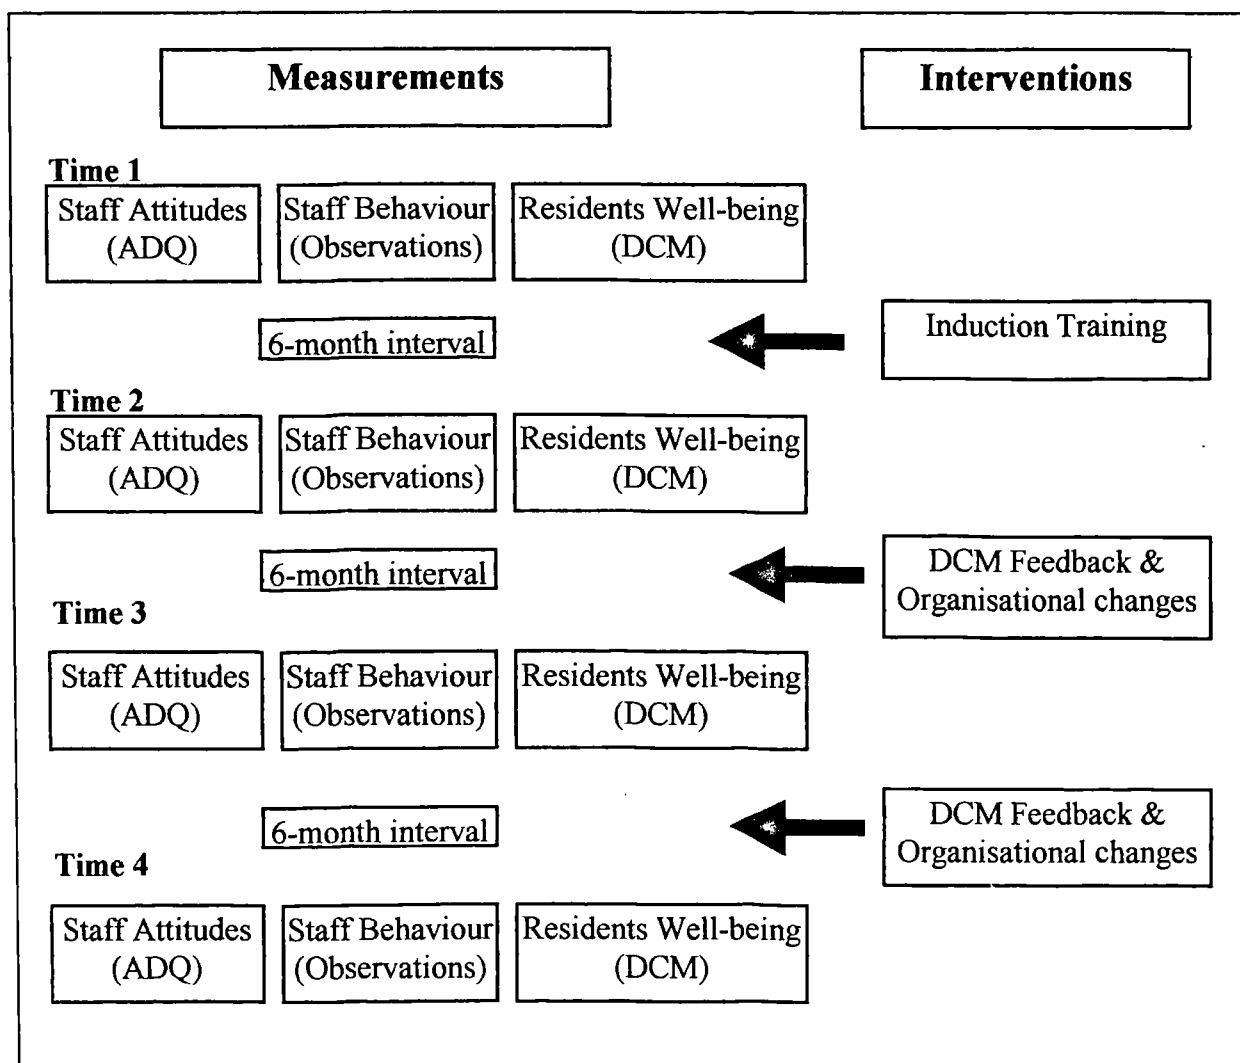 Measurements
Interventions
Time 1
Staff Attitudes
(ADQ)
Staff Behaviour
(Observations)
Residents Well-being
(DCM)
6-month interval
Induction Training
Time 2
Staff Attitudes
(ADQ)
Staff Behaviour
(Observations)
Residents Well-being
(DCM)
6-month interval
DCM Feedback &
Organisational changes
Time 3
Staff Attitudes
(ADQ)
Staff Behaviour
(Observations)
Residents Well-being
(DCM)
6-month interval
DCM Feedback &
Organisational changes
Time 4
Staff Attitudes
(ADQ)
Staff Behaviour
(Observations)
Residents Well-being
(DCM)